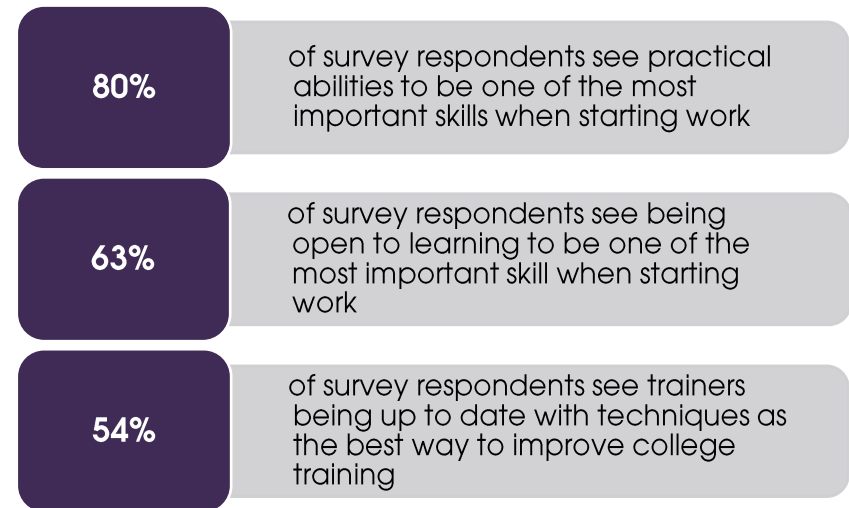 80%
of survey respondents see practical
abilities to be one of the most
important skills when starting work
63%
of survey respondents see being
open to learning to be one of the
most important skill when starting
work
54%
of survey respondents see trainers
being up to date with techniques as
the best way to improve college
training